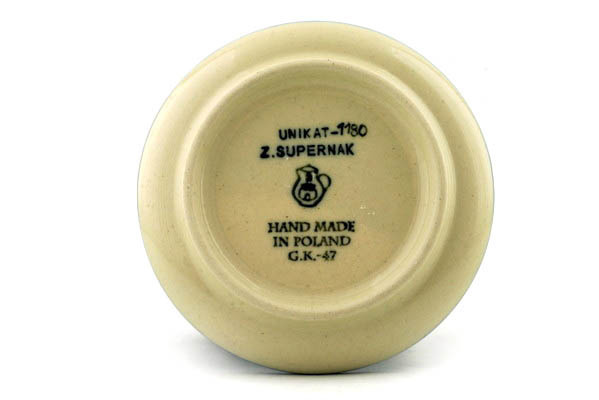 UNIKAT-1180
Z.SUPERNAK
HAND MADE
IN POLAND
G.K.-47